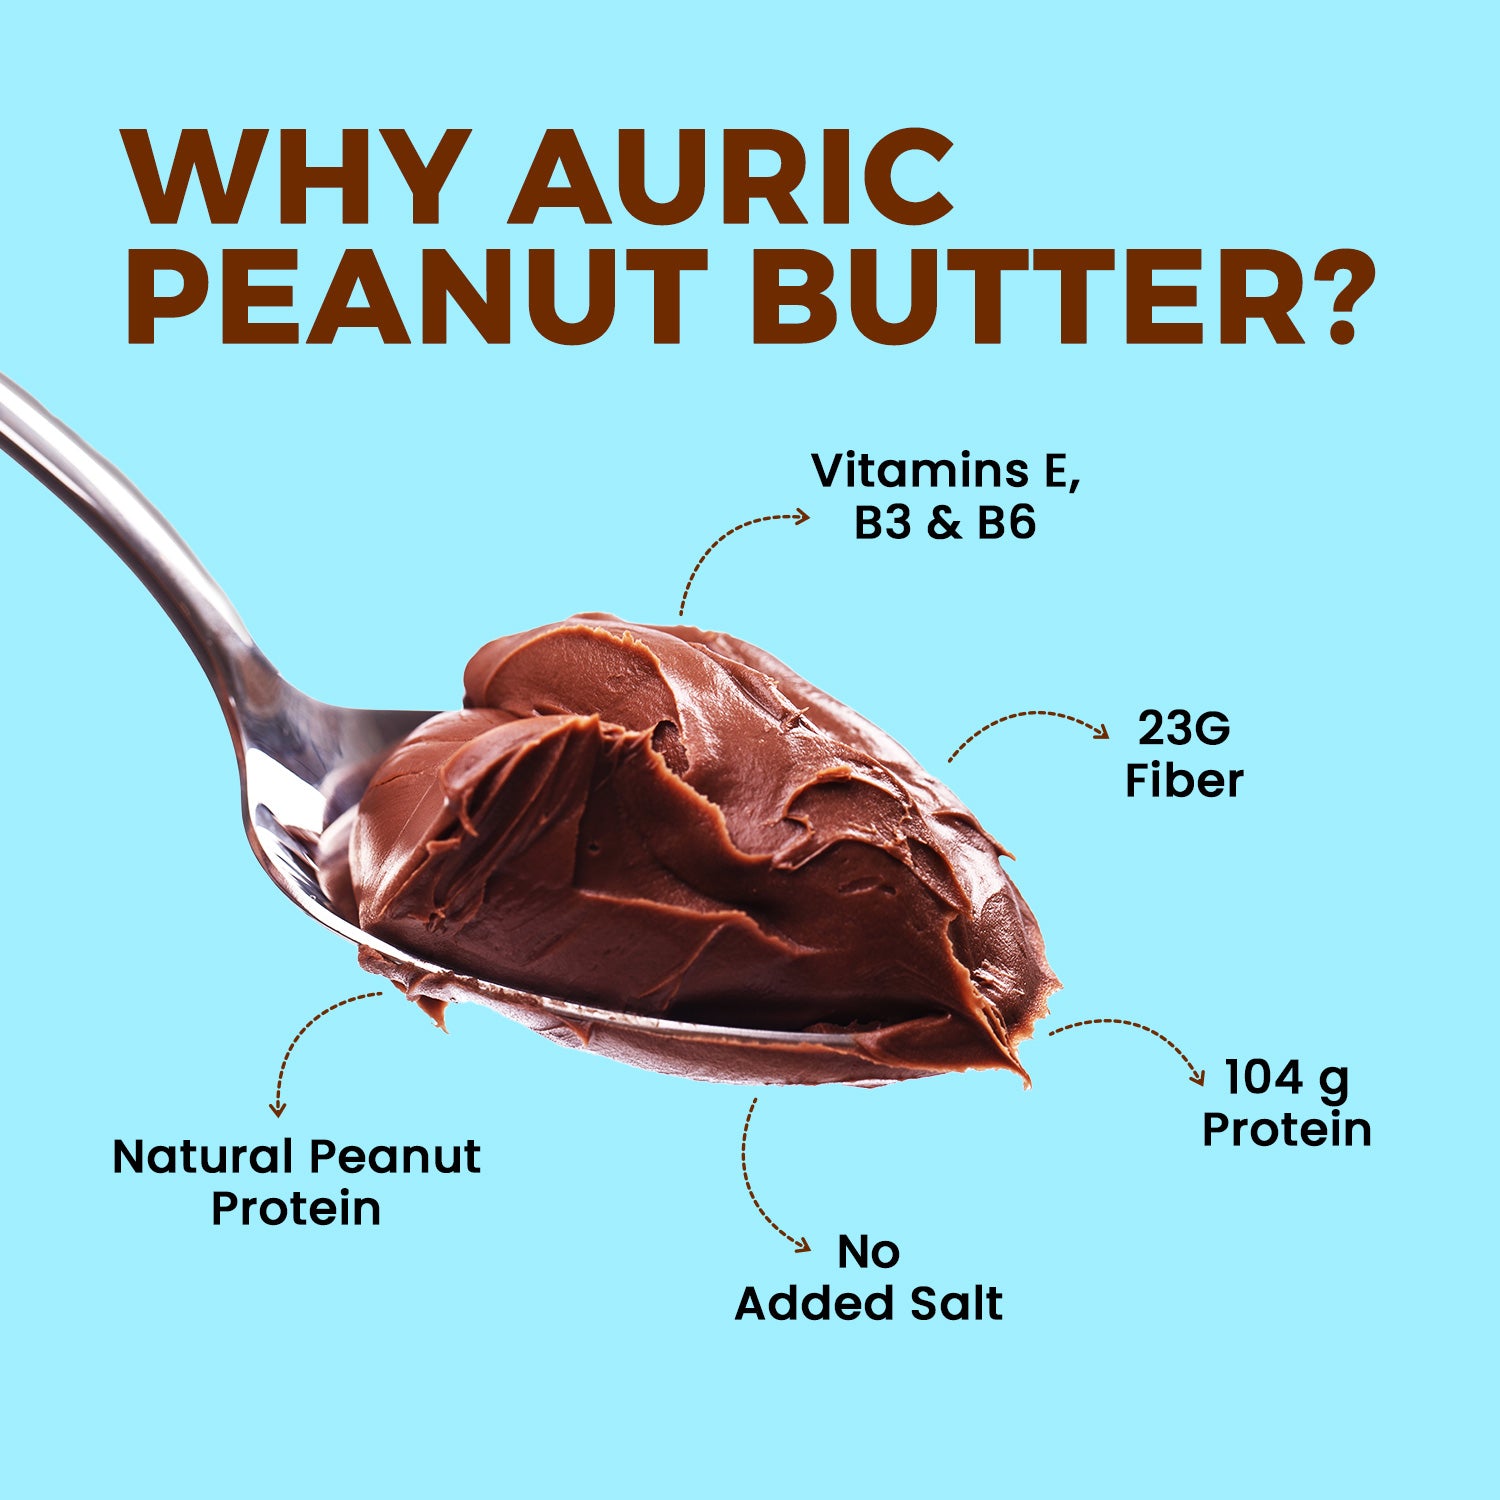 WHY AURIC
PEANUT BUTTER?
Vitamins E,
B3 & B6
23G
Fiber
104 g
Protein
Natural Peanut
Protein
No
Added Salt